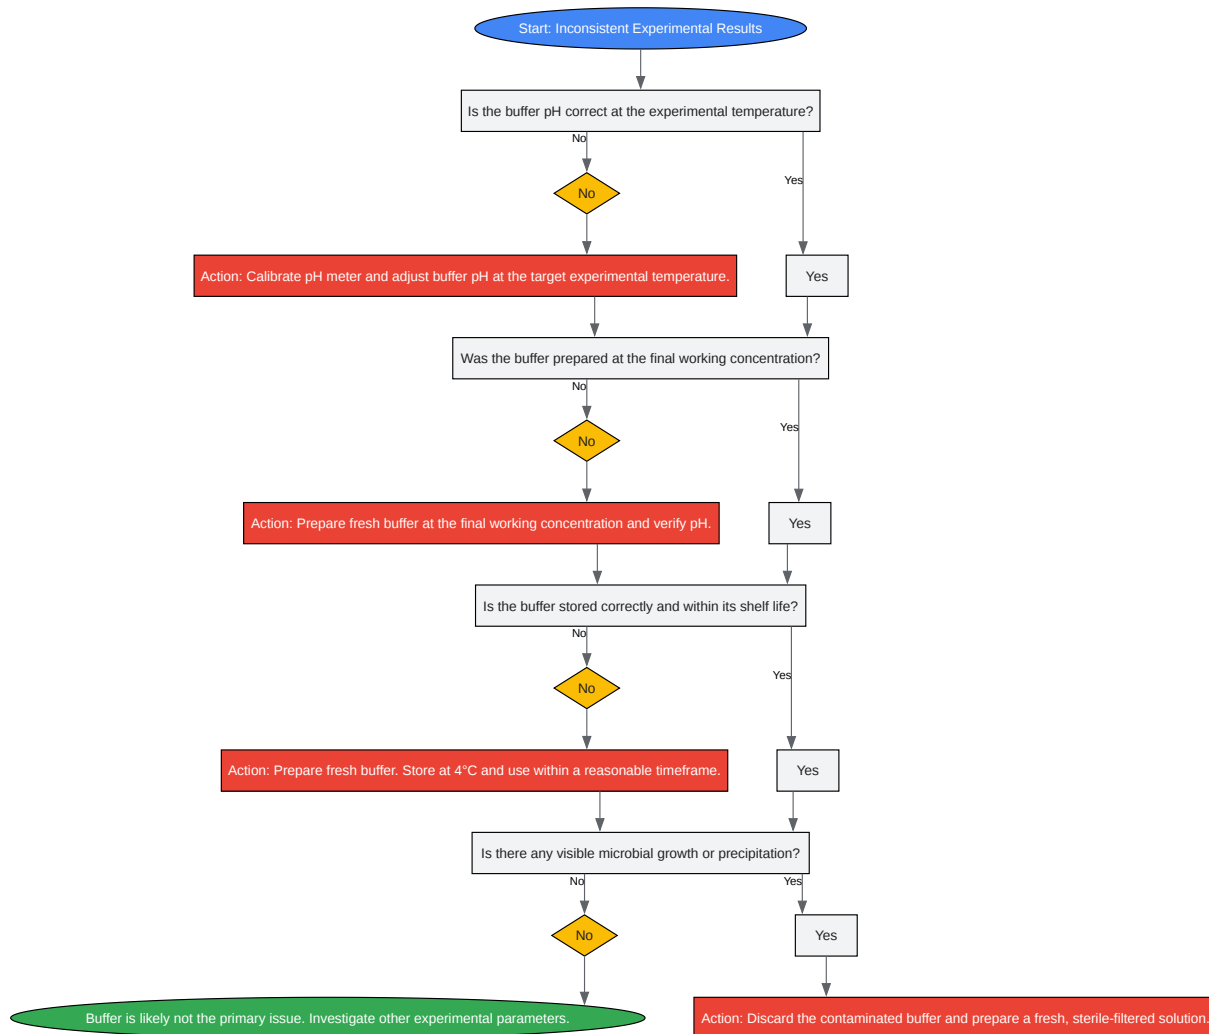 Start: Inconsistent Experimental Results
Is the buffer pH correct at the experimental temperature?
No
Yes
No
Action: Calibrate pH meter and adjust buffer pH at the target experimental temperature.
Yes
Was the buffer prepared at the final working concentration?
No
Yes
No
Action: Prepare fresh buffer at the final working concentration and verify pH.
Yes
Is the buffer stored correctly and within its shelf life?
No
Yes
No
Action: Prepare fresh buffer. Store at 4°C and use within a reasonable timeframe.
Yes
Is there any visible microbial growth or precipitation?
No
Yes
No
Yes
Buffer is likely not the primary issue. Investigate other experimental parameters.
Action: Discard the contaminated buffer and prepare a fresh, sterile-filtered solution.